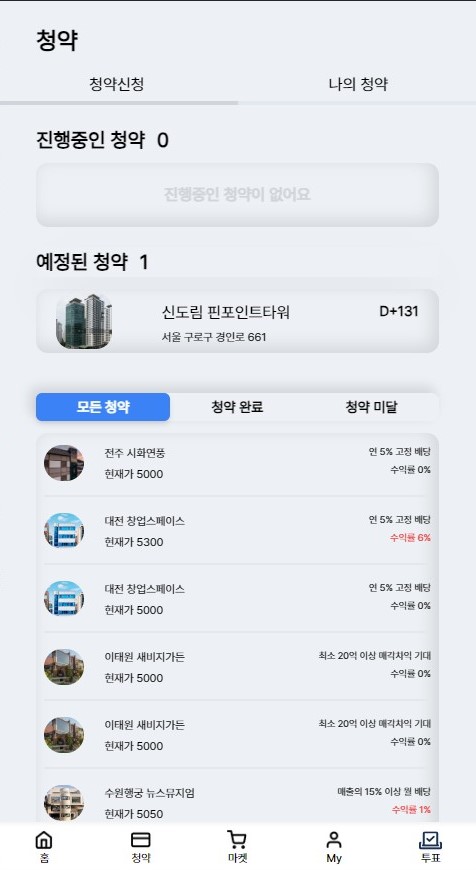 청약
청약신청 나의 청약
진행중인 청약 0
진행중인 청약이 없어요
예정된 청약 1
신도림 핀포인트타워 D+131
서울 구로구 경인로 661
모든 청약 청약 완료 청약 미달
전주 시화연풍 연 5% 고정 배당
현재가 5000 수익률 0%
대전 창업스페이스 연 5% 고정 배당
현재가 5300 수익률 6%
대전 창업스페이스 연 5% 고정 배당
현재가 5000 수익률 0%
이태원 새비지가든 최소 20억 이상 매각차익 기대
현재가 5000 수익률 0%
이태원 새비지가든 최소 20억 이상 매각차익 기대
현재가 5000 수익률 0%
수원행궁 뉴스뮤지엄 매출의 15% 이상 월 배당
현재가 5050 수익률 1%
홈 청약 마켓 My 투표